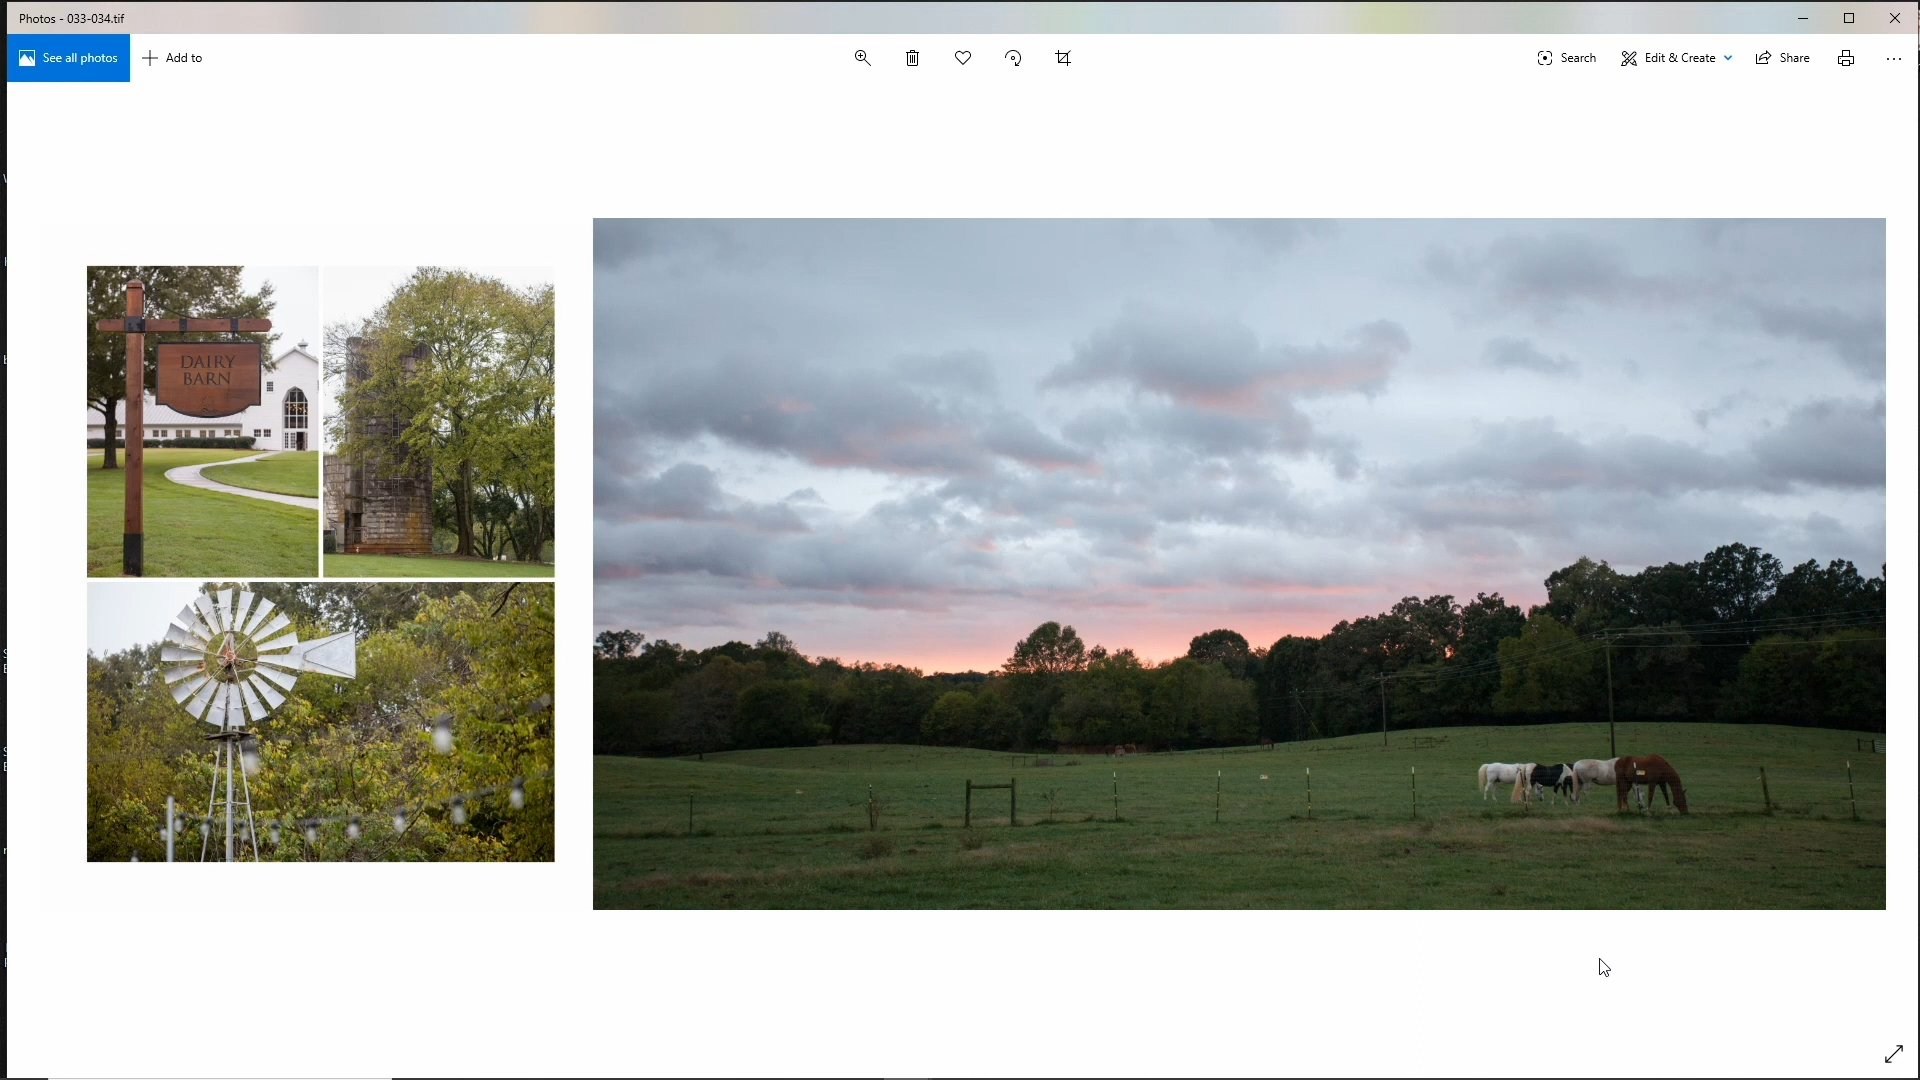 Photos - 033-034.tif
See all photos
Add to
Search
Edit & Create
Share
DAIRY
BARN